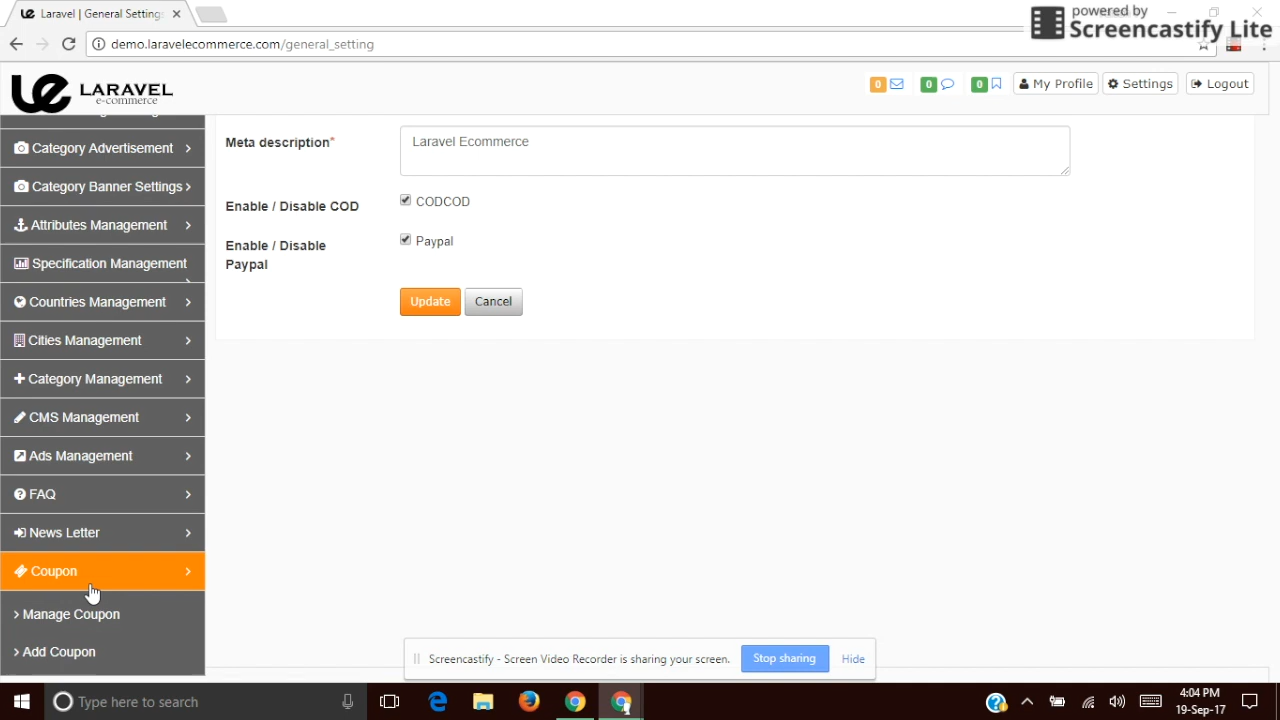 Laravel | General Setting
powered by
Screencastify Lite
demo.laravelecommerce.com/general_setting
LARAVEL
e-commerce
0
0
0
My Profile
Settings
Logout
Category Advertisement
Category Banner Settings
Attributes Management
Specification Management
Countries Management
Cities Management
Category Management
CMS Management
Ads Management
FAQ
News Letter
Coupon
Manage Coupon
Add Coupon
Meta description*
Laravel Ecommerce
Enable / Disable COD
CODCOD
Enable / Disable
Paypal
Paypal
Update
Cancel
Screencastify - Screen Video Recorder is sharing your screen.
Stop sharing
Hide
Type here to search
4:04 PM
19-Sep-17